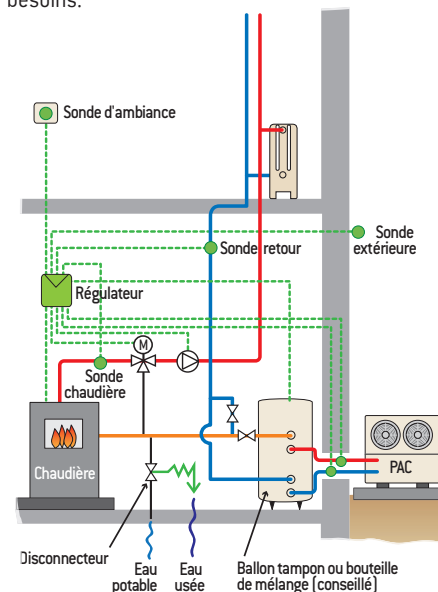 besoins.
Sonde d'ambiance
Sonde
extérieure
Sonde retour
Régulateur
M
Sonde
chaudière
Chaudière
PAC
Disconnecteur
Eau
potable
Eau
usée
Ballon tampon ou bouteille
de mélange (conseillé)